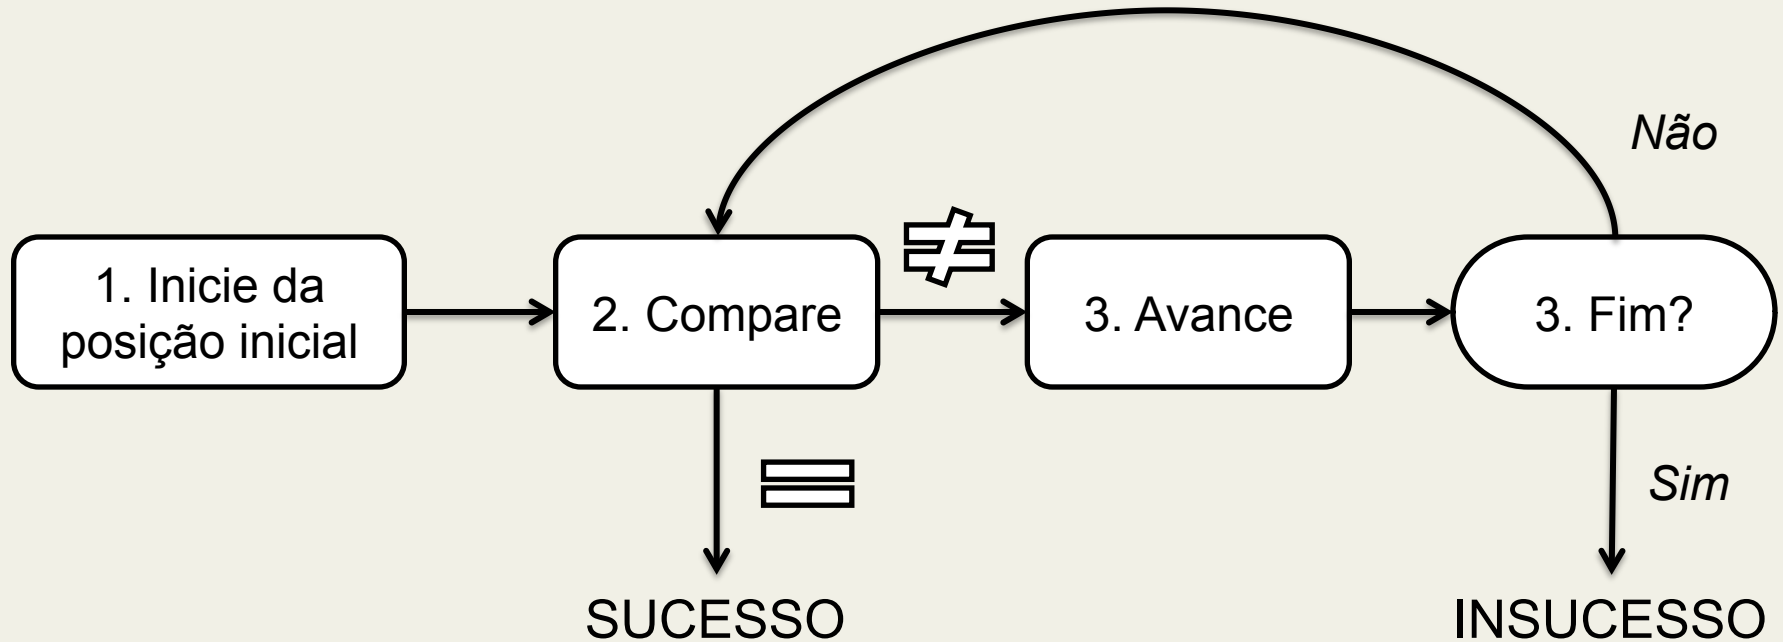 Não
1. Inicie da
posição inicial
2. Compare
≠
3. Avance
3. Fim?
=
Sim
SUCESSO
INSUCESSO